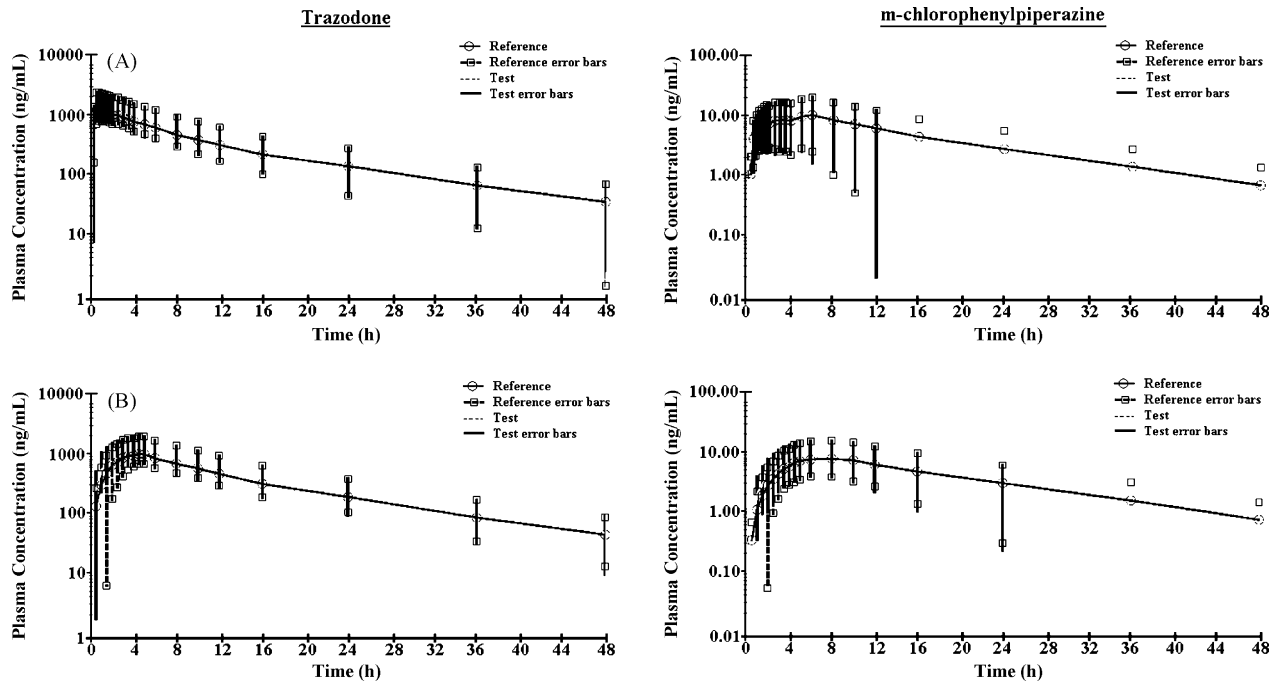 Trazodone
(A)
Reference
Reference error bars
Test
Test error bars
Plasma Concentration (ng/mL)
10000
1000
100
10
1
0 4 8 12 16 20 24 28 32 36 40 44 48
Time (h)
m-chlorophenylpiperazine
Reference
Reference error bars
Test
Test error bars
Plasma Concentration (ng/mL)
100.00
10.00
1.00
0.10
0.01
0 4 8 12 16 20 24 28 32 36 40 44 48
Time (h)
(B)
Reference
Reference error bars
Test
Test error bars
Plasma Concentration (ng/mL)
10000
1000
100
10
1
0 4 8 12 16 20 24 28 32 36 40 44 48
Time (h)
Reference
Reference error bars
Test
Test error bars
Plasma Concentration (ng/mL)
100.00
10.00
1.00
0.10
0.01
0 4 8 12 16 20 24 28 32 36 40 44 48
Time (h)